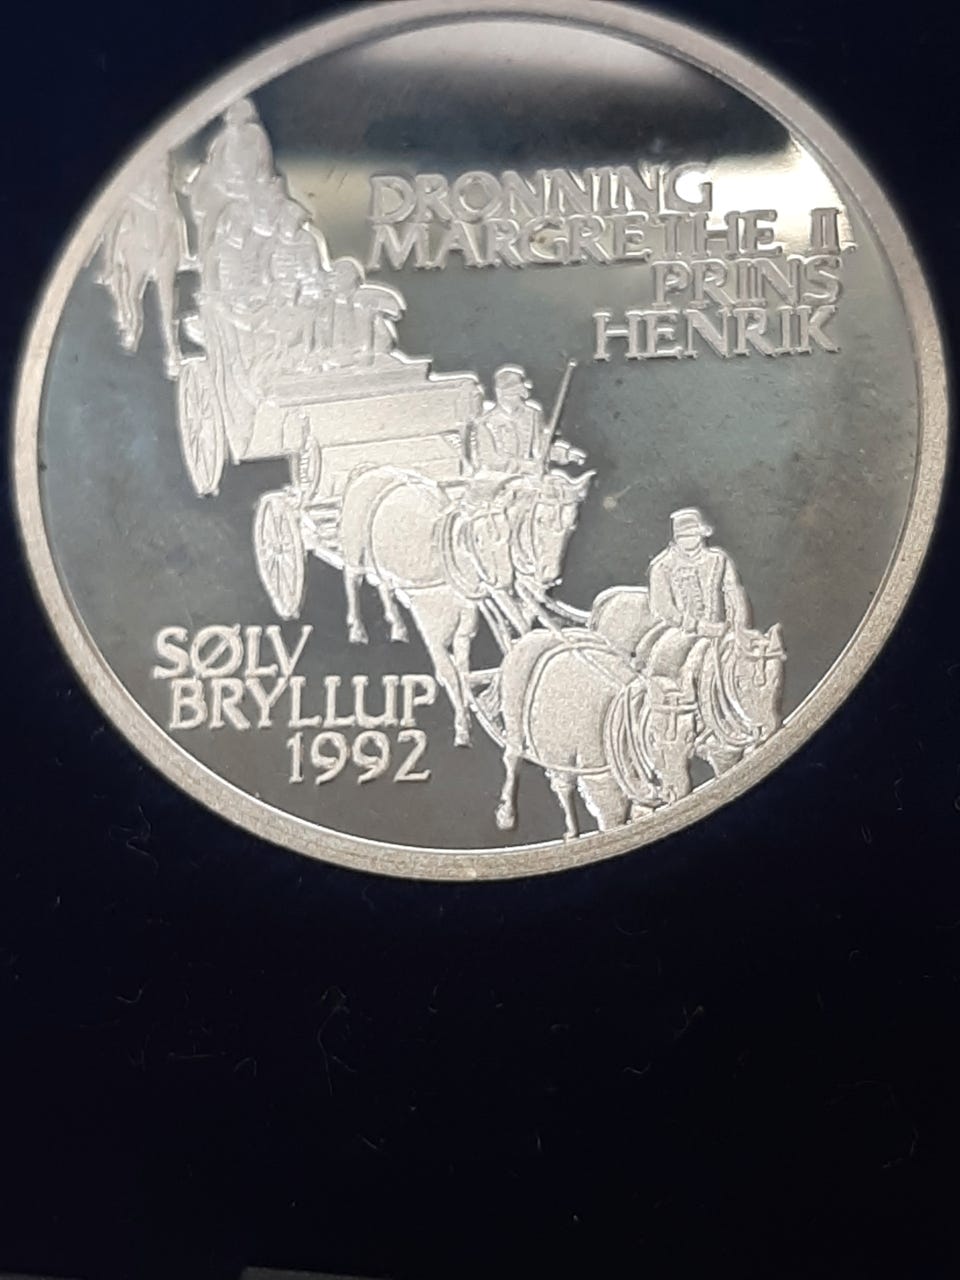 DRONNING
MARGRETHE II
PRINS
HENRIK
SØLV
BRYLLUP
1992